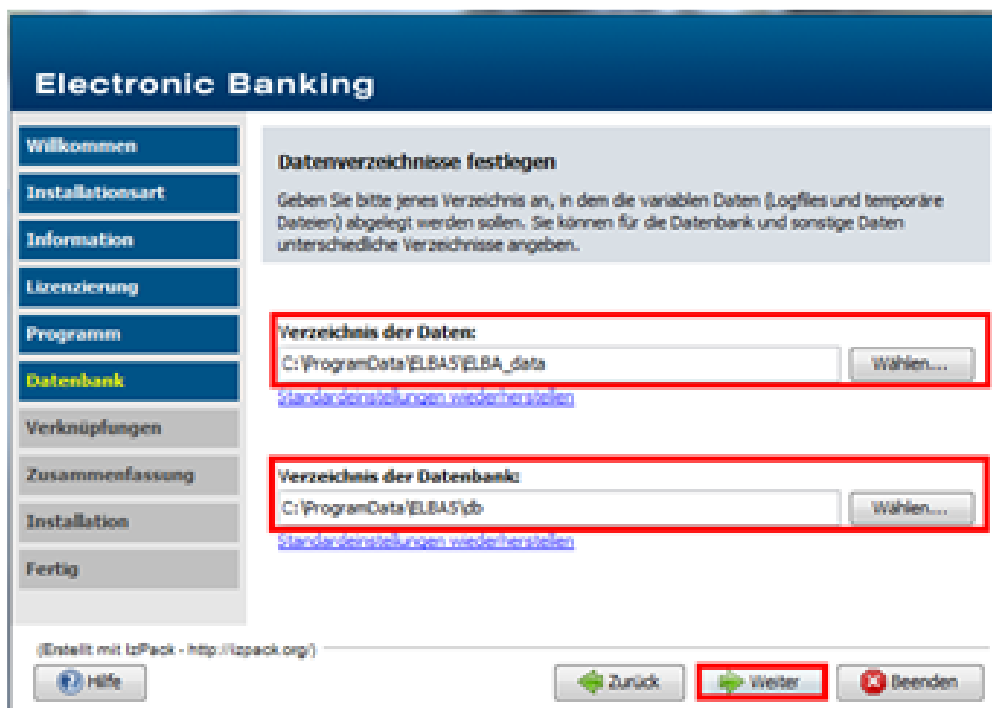 Electronic Banking
Willkommen
Installationsart
Information
Lizenzierung
Programm
Datenbank
Verknüpfungen
Zusammenfassung
Installation
Fertig
Datenverzeichnisse festlegen
Geben Sie bitte jenes Verzeichnis an, in dem die variablen Daten (Logfiles und temporäre
Dateien) abgelegt werden sollen. Sie können für die Datenbank und sonstige Daten
unterschiedliche Verzeichnisse angeben.
Verzeichnis der Daten:
C:\ProgramData\ELBA5\ELBA_data
Wählen...
Standardeinstellungen wiederherstellen
Verzeichnis der Datenbank:
C:\ProgramData\ELBA5\db
Wählen...
Standardeinstellungen wiederherstellen
(Erstellt mit IzPack - http://izpack.org/)
Hilfe
Zurück
Weiter
Beenden